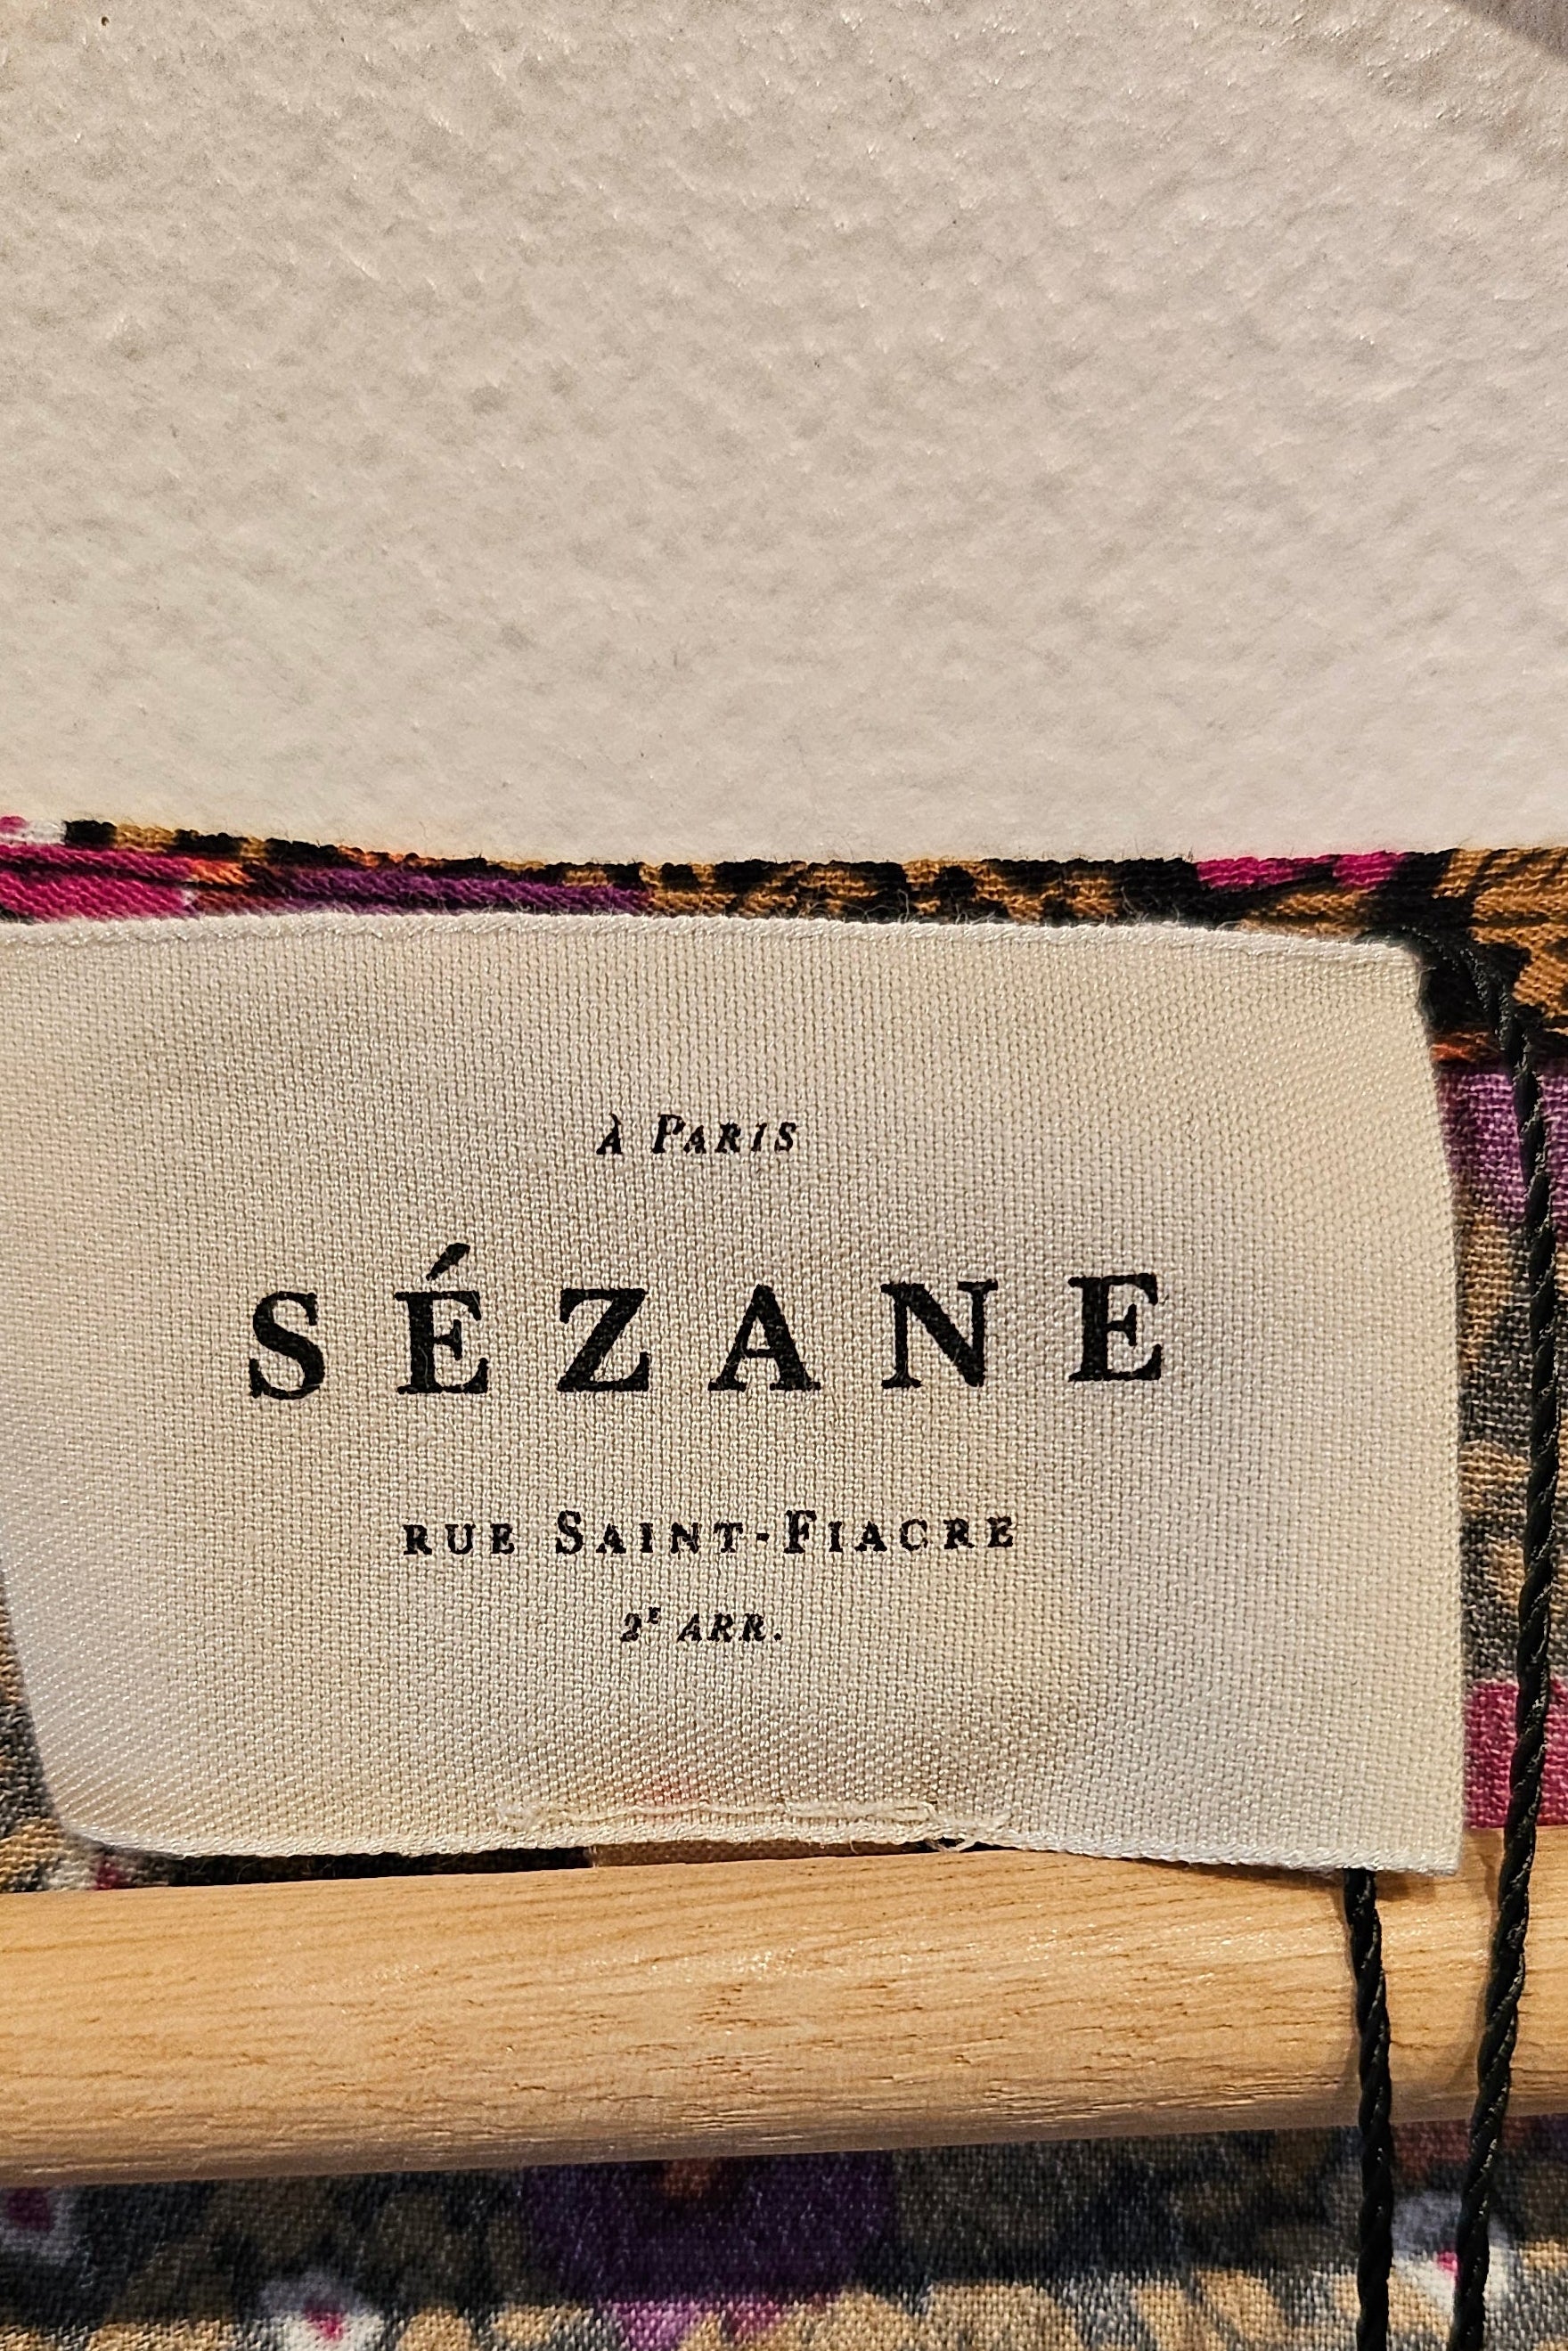 À PARIS
SÉZANE
RUE SAINT-FIACRE
2E ARR.